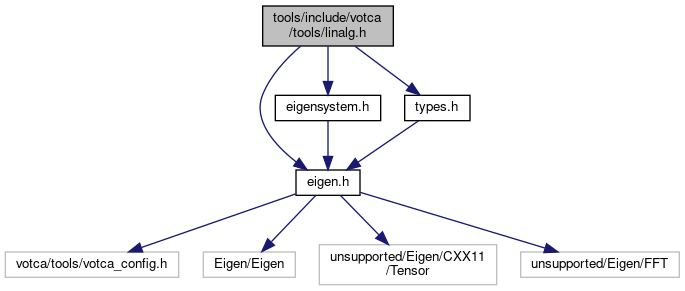 tools/include/votca
/tools/linalg.h
eigensystem.h
types.h
eigen.h
votca/tools/votca_config.h
Eigen/Eigen
unsupported/Eigen/CXX11
/Tensor
unsupported/Eigen/FFT